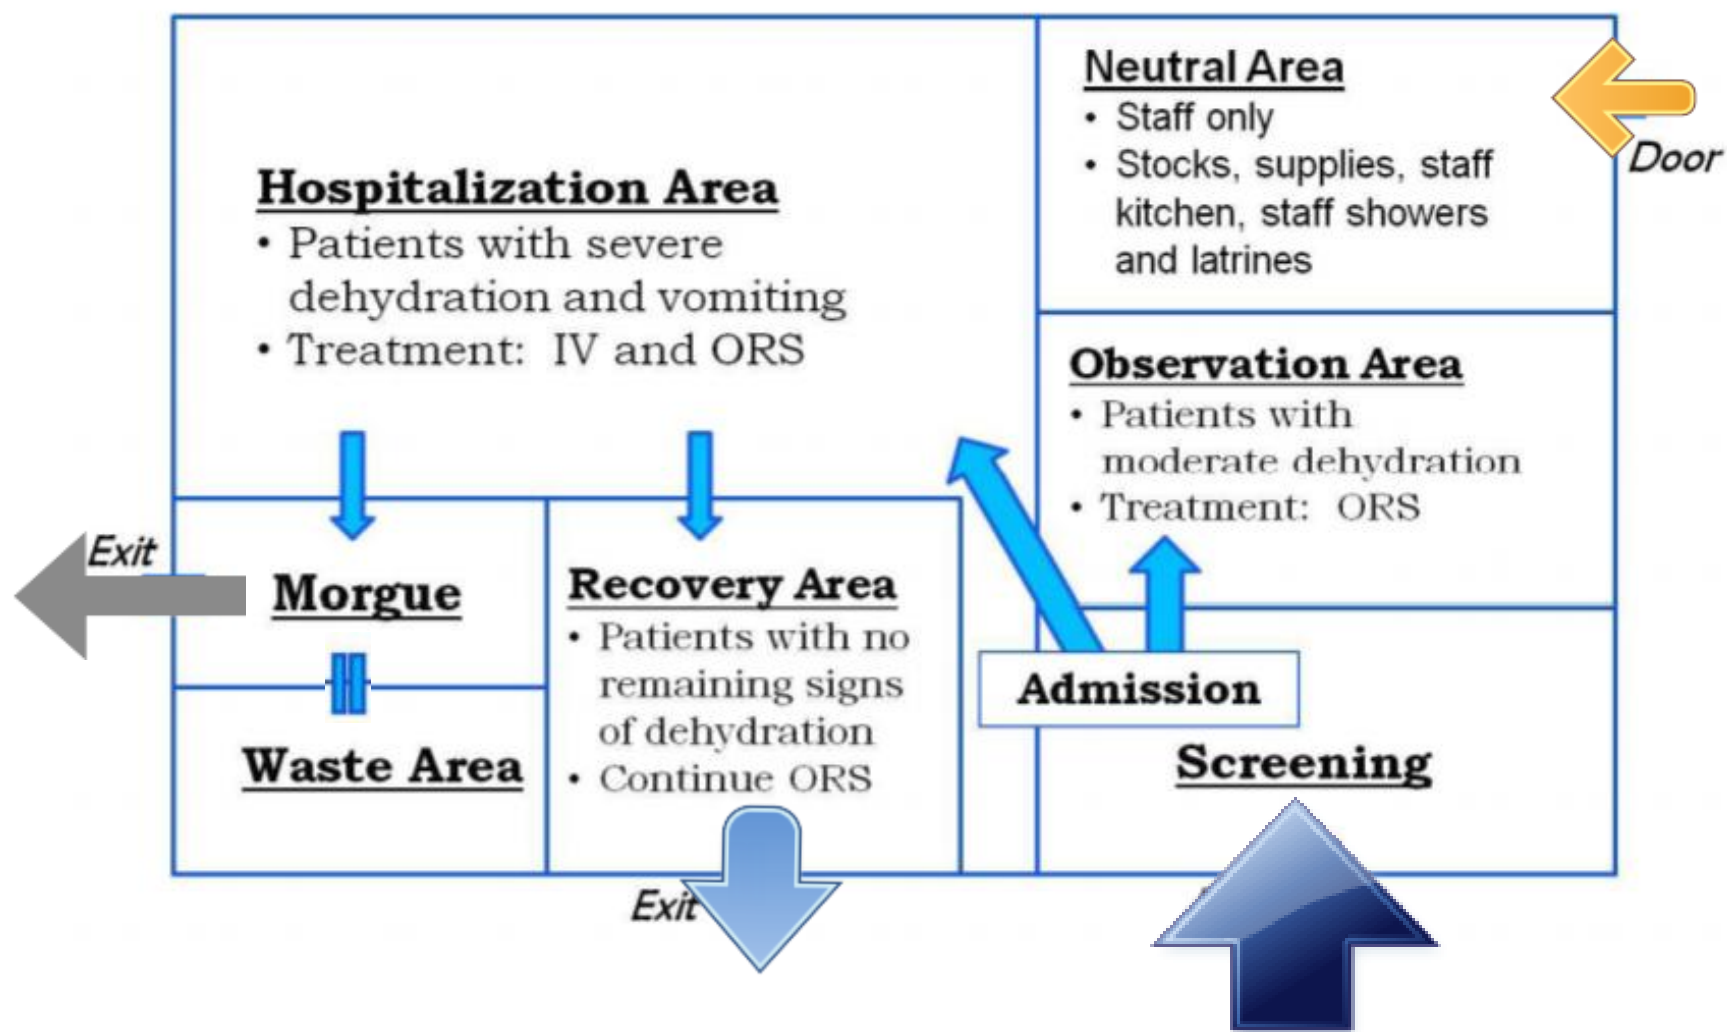 Neutral Area
• Staff only
• Stocks, supplies, staff
kitchen, staff showers
and latrines
Door
Hospitalization Area
• Patients with severe
dehydration and vomiting
• Treatment: IV and ORS
Observation Area
• Patients with
moderate dehydration
• Treatment: ORS
Exit
Morgue
Recovery Area
• Patients with no
remaining signs
of dehydration
• Continue ORS
Admission
Waste Area
Screening
Exit